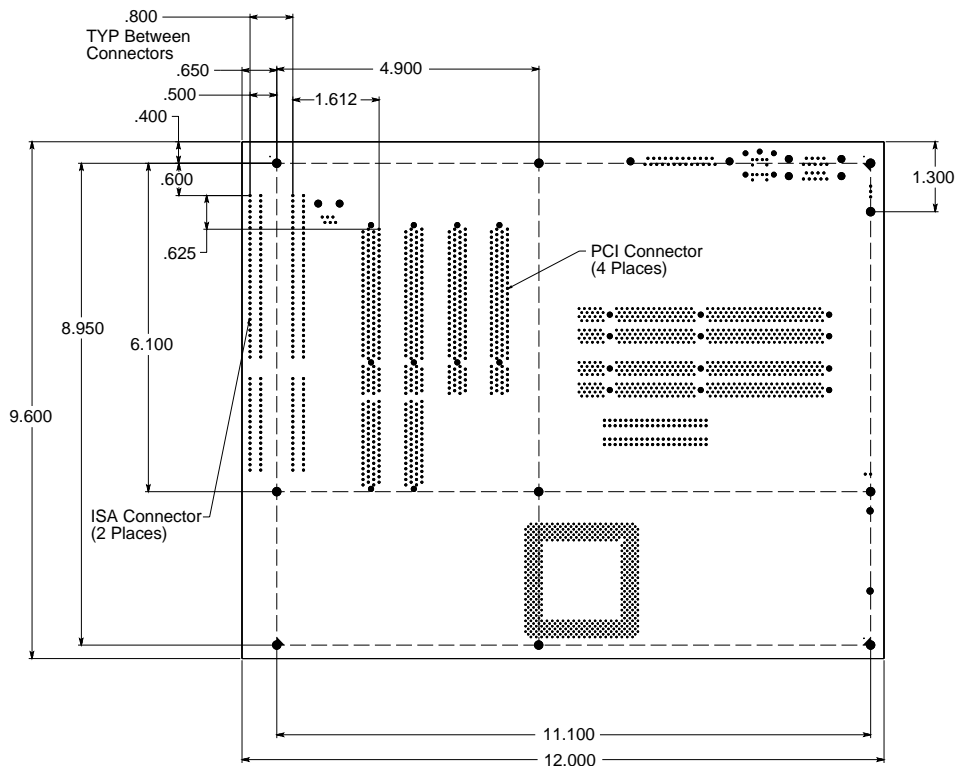 .800
TYP Between
Connectors
.650
4.900
.500
1.612
.400
.600
1.300
.625
PCI Connector
(4 Places)
8.950
6.100
9.600
ISA Connector
(2 Places)
11.100
12.000